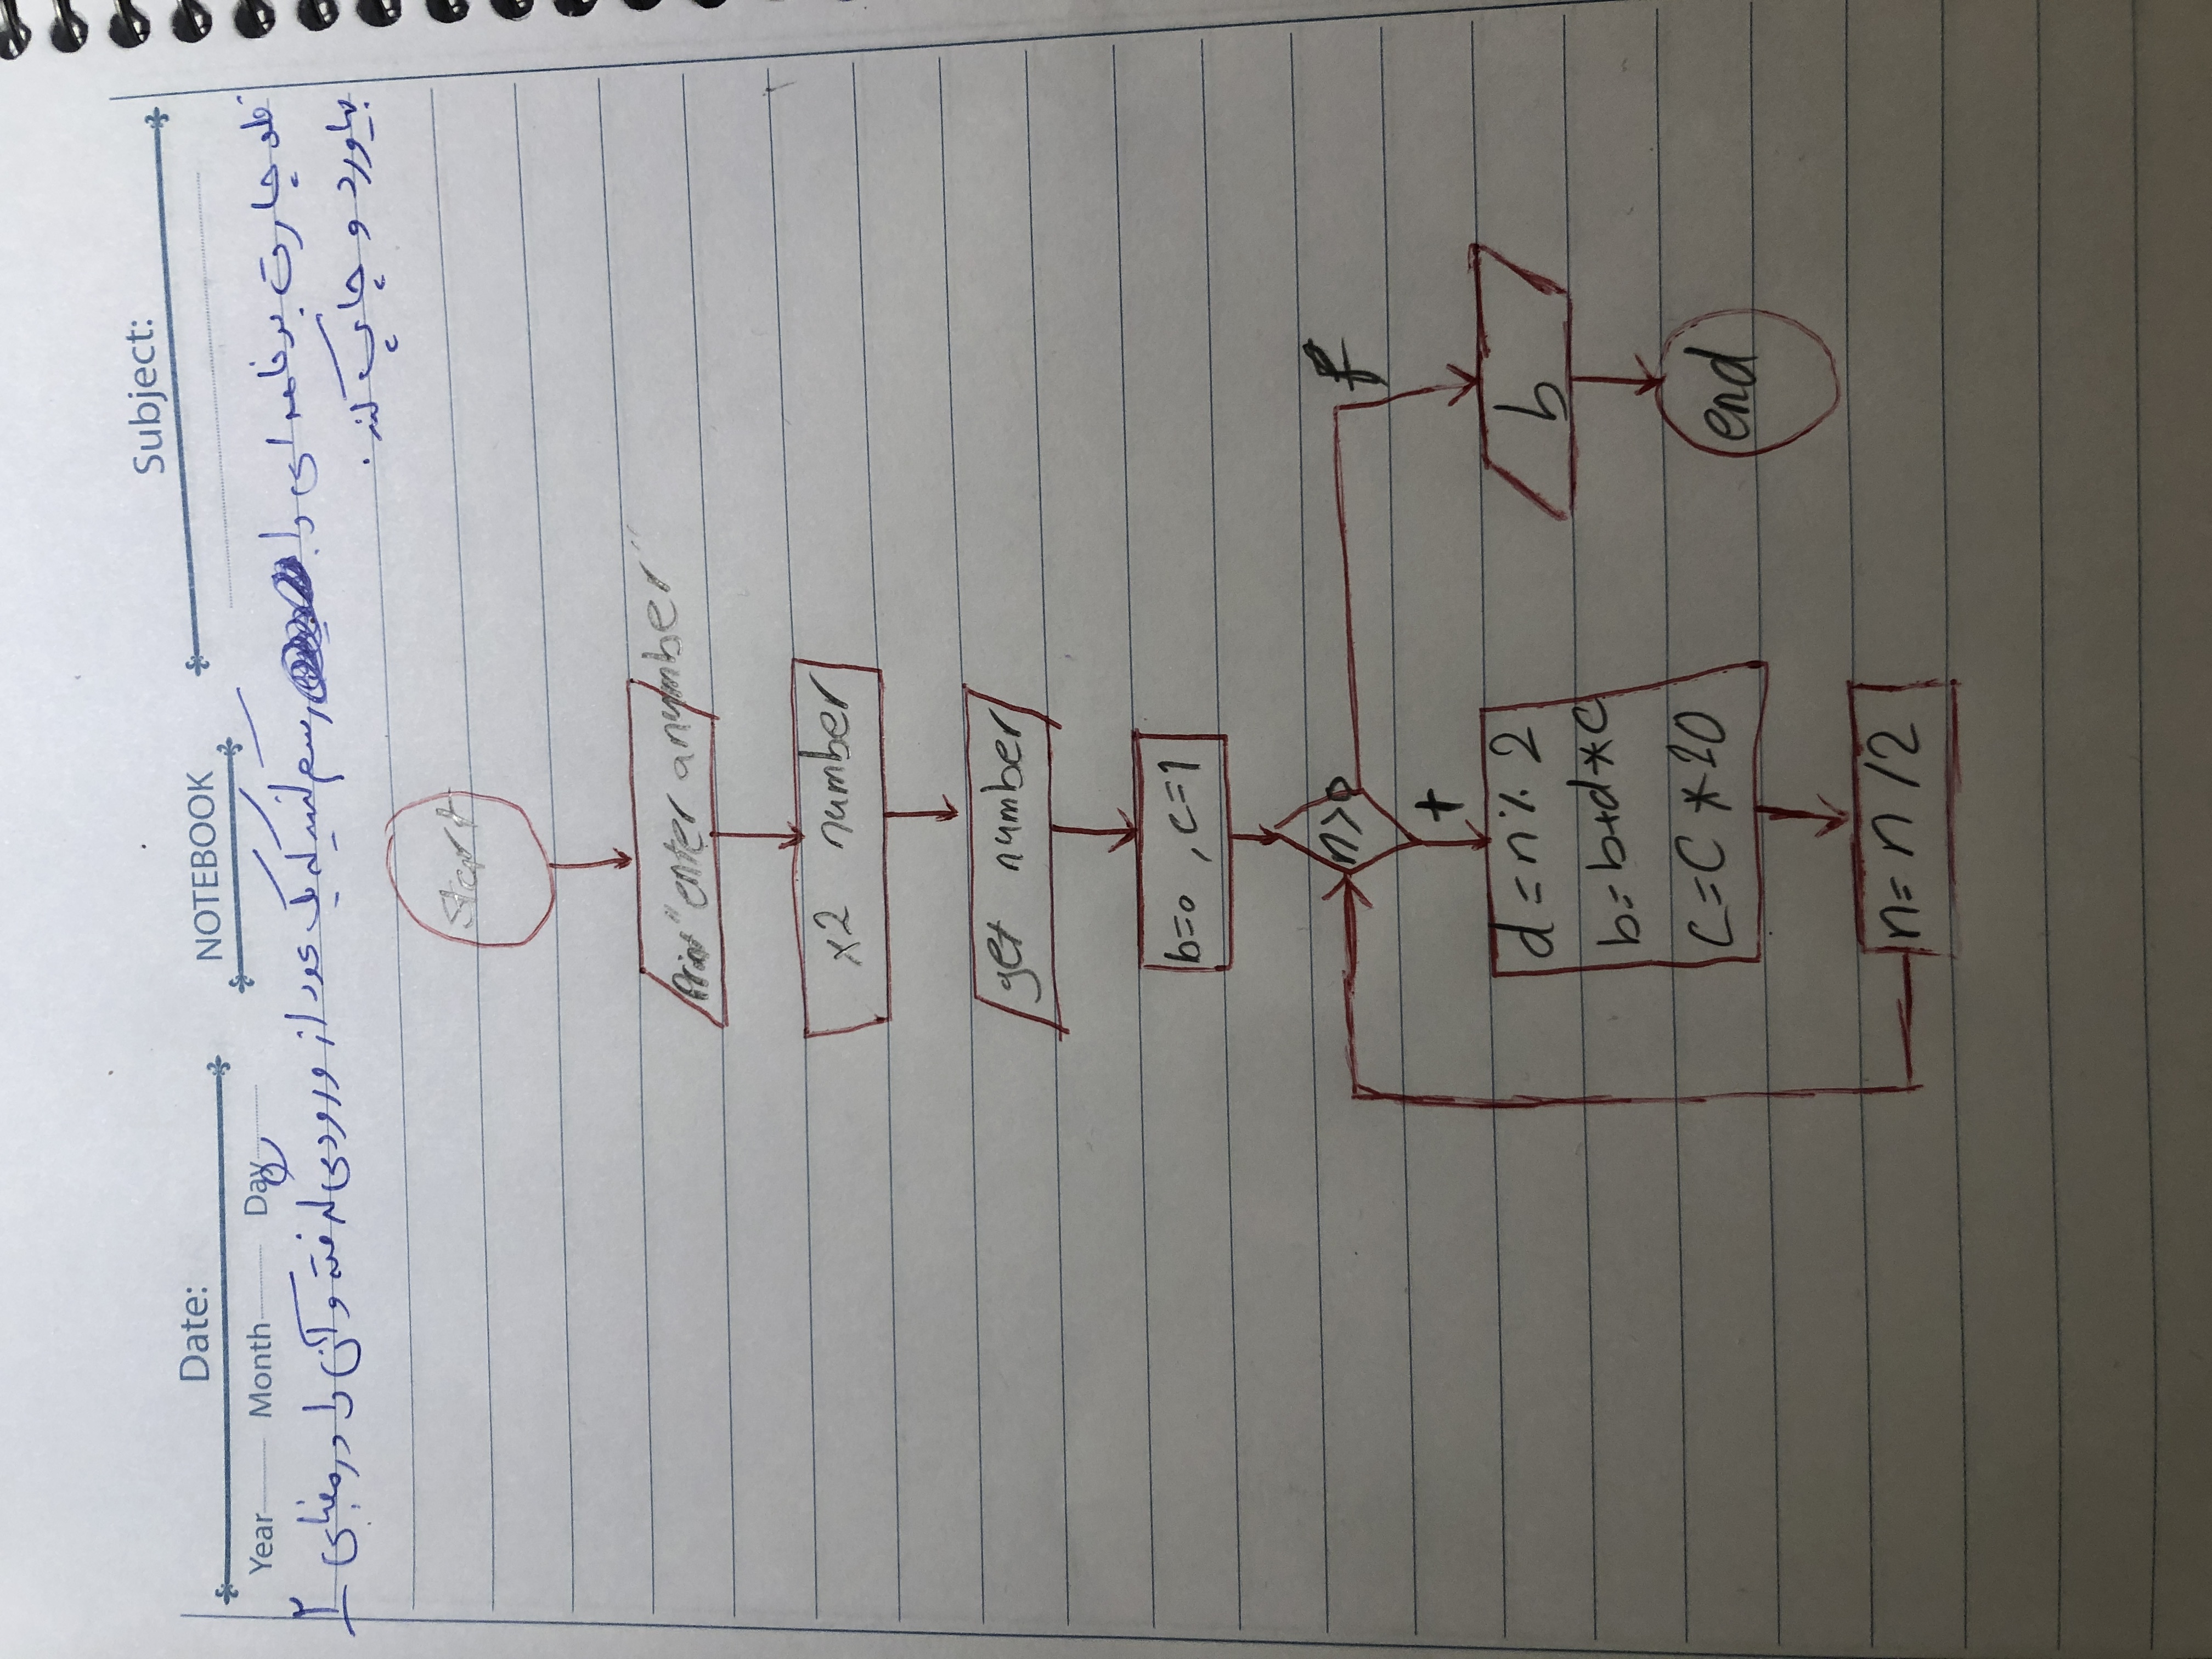 Subject:
Date:
NOTEBOOK
Year Month Day
فلوچارت برنامه ای را رسم کنید که یک عدد از ورودی گرفته و آن را در مبنای ۲
بیاورد و چاپ کند.
Start
Print "enter a number"
x2 number
get number
b=0 , c=1
n>0
f
+
d=n%2
b=b+d*c
c=c*10
b
end
n=n/2